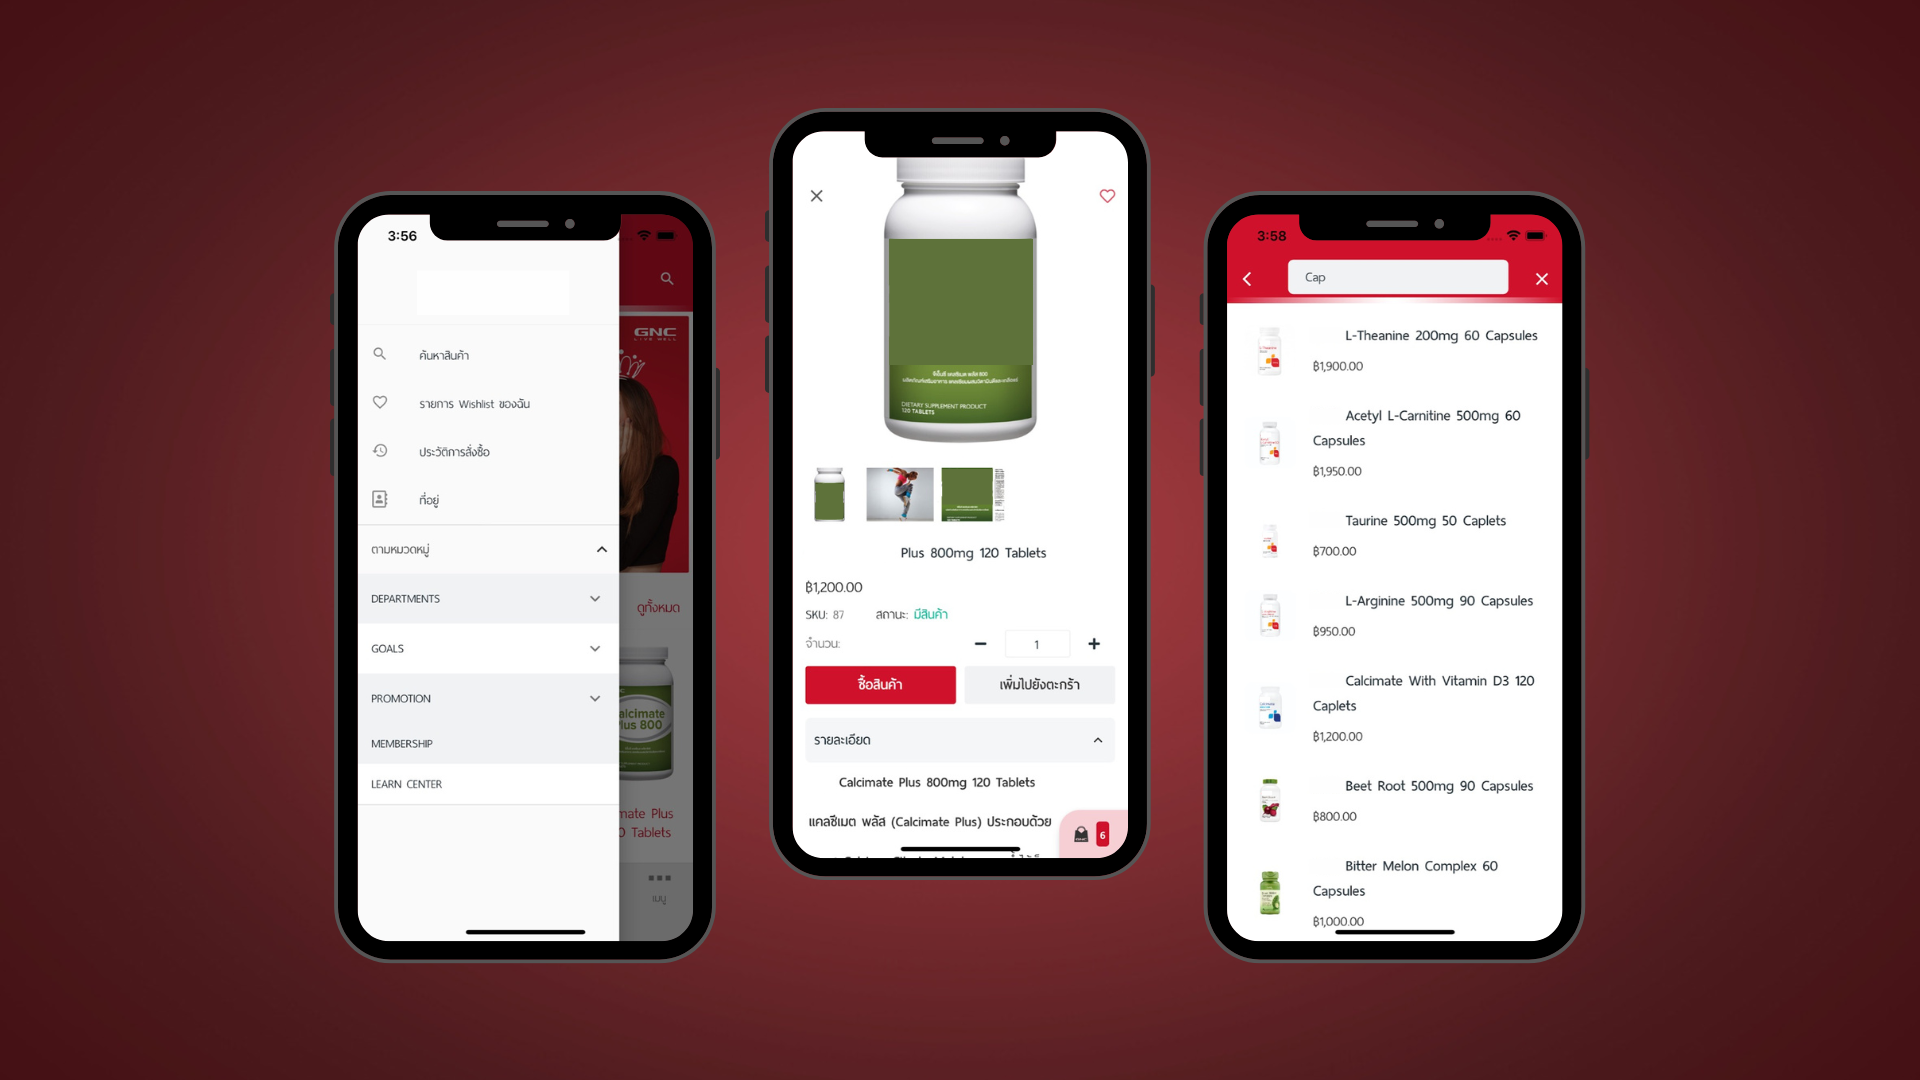 3:56
GNC
LIVE WELL
ค้นหาสินค้า
รายการ Wishlist ของฉัน
ประวัติการสั่งซื้อ
ที่อยู่
ตามหมวดหมู่
DEPARTMENTS
ดูทั้งหมด
GOALS
PROMOTION
alcimate
lus 800
MEMBERSHIP
LEARN CENTER
mate Plus
0 Tablets
เมนู
DIETARY SUPPLEMENT PRODUCT
120 TABLETS
Plus 800mg 120 Tablets
฿1,200.00
SKU: 87 สถานะ: มีสินค้า
จำนวน: 1
ซื้อสินค้า เพิ่มไปยังตะกร้า
รายละเอียด
Calcimate Plus 800mg 120 Tablets
แคลซีเมต พลัส (Calcimate Plus) ประกอบด้วย
6
3:58
Cap
L-Theanine 200mg 60 Capsules
฿1,900.00
Acetyl L-Carnitine 500mg 60
Capsules
฿1,950.00
Taurine 500mg 50 Caplets
฿700.00
L-Arginine 500mg 90 Capsules
฿950.00
Calcimate With Vitamin D3 120
Caplets
฿1,200.00
Beet Root 500mg 90 Capsules
฿800.00
Bitter Melon Complex 60
Capsules
฿1,000.00